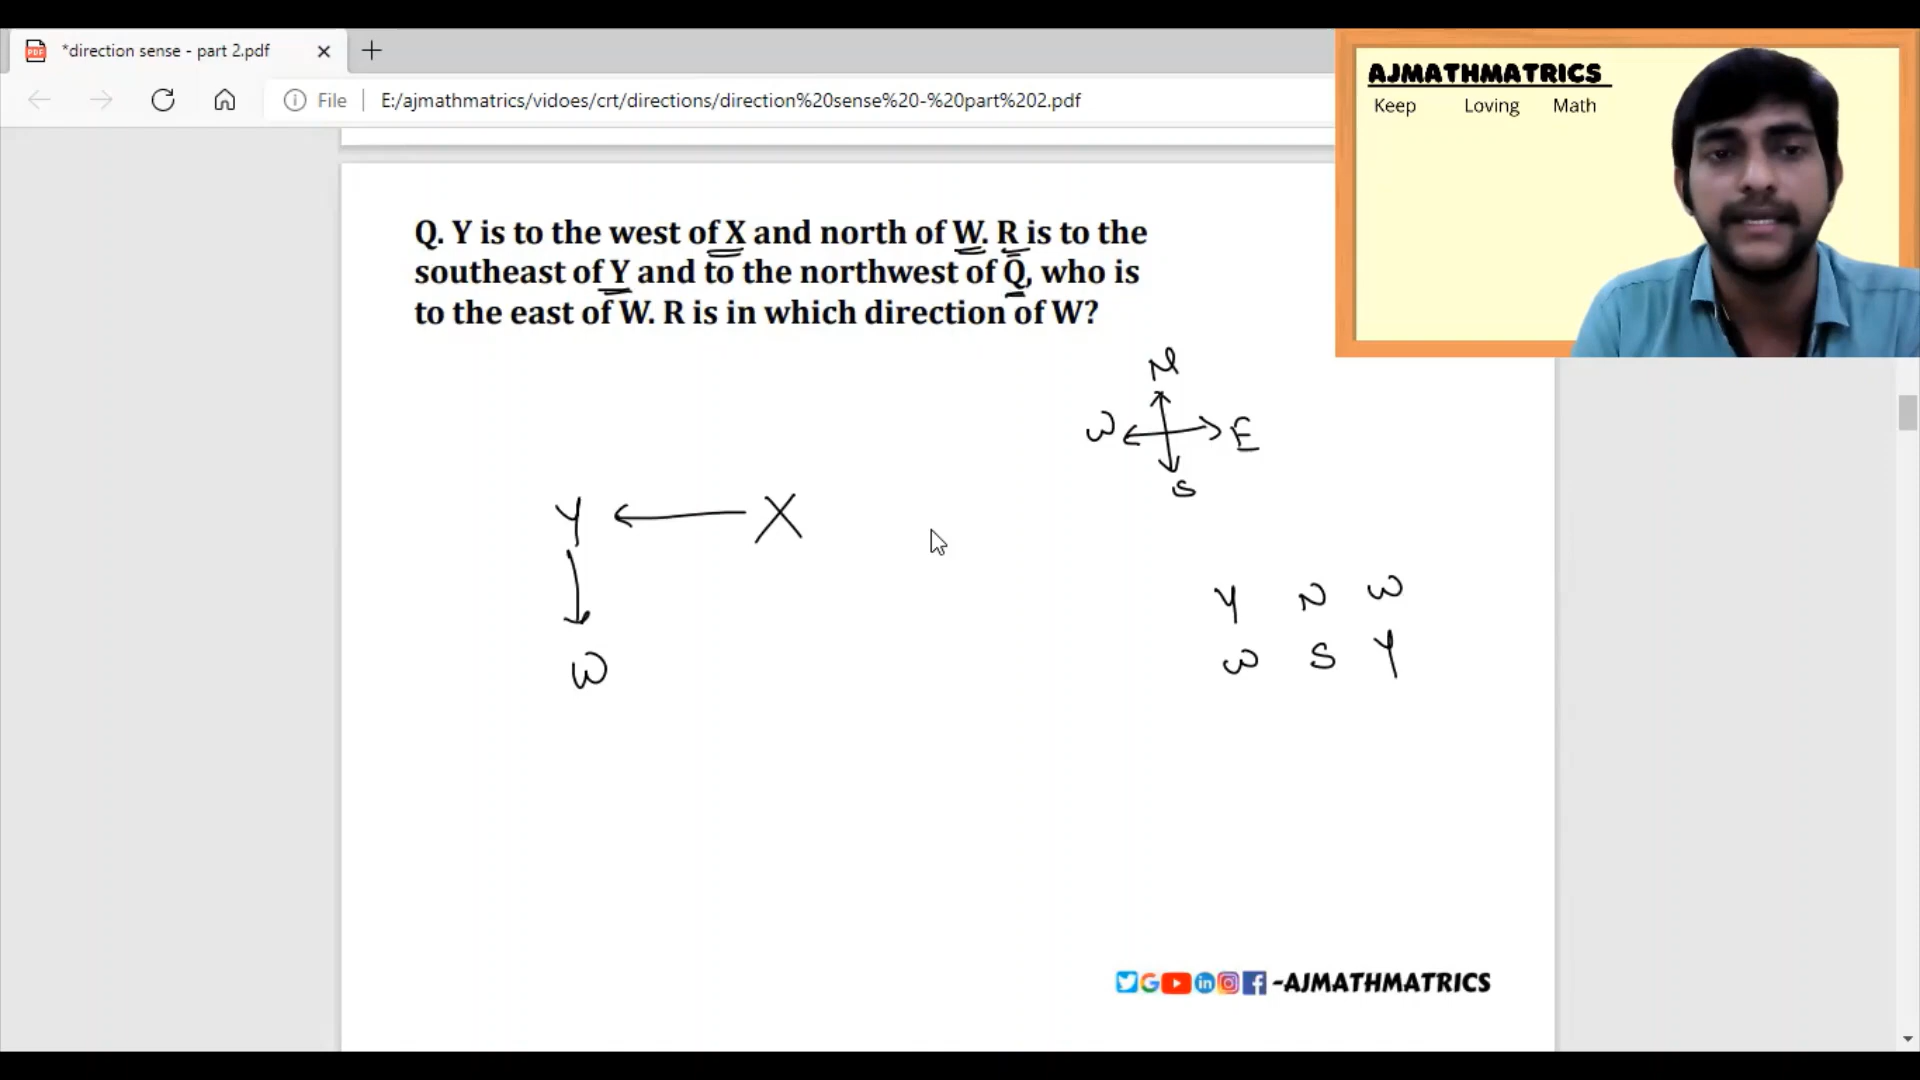 *direction sense - part 2.pdf
File
E:/ajmathmatrics/vidoes/crt/directions/direction%20sense%20-%20part%202.pdf
AJMATHMATRICS
Keep Loving Math
Q. Y is to the west of X and north of W. R is to the
southeast of Y and to the northwest of Q, who is
to the east of W. R is in which direction of W?
N
W E
S
Y X
W
Y N W
W S Y
-AJMATHMATRICS